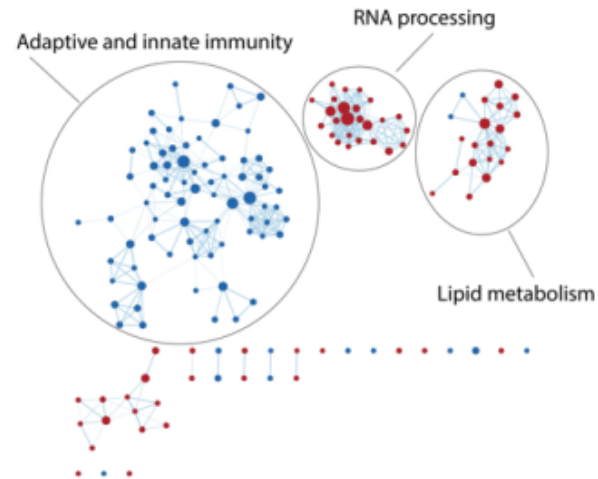 RNA processing
Adaptive and innate immunity
Lipid metabolism